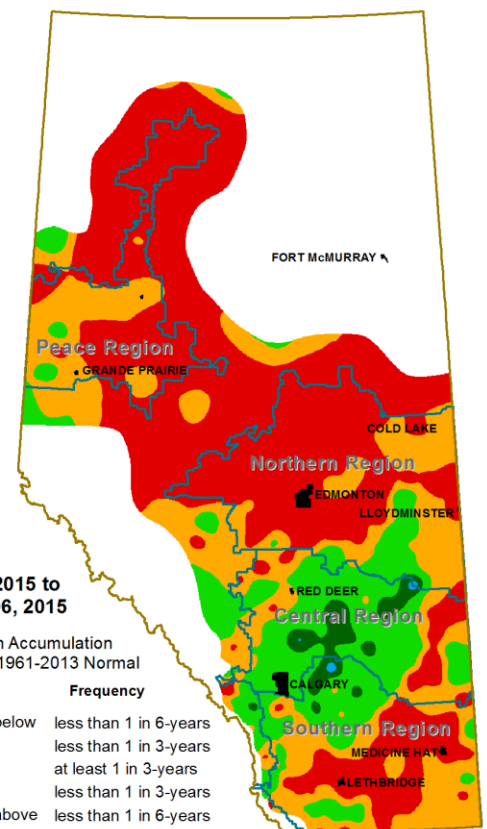 FORT McMURRAY
Peace Region
GRANDE PRAIRIE
COLD LAKE
Northern Region
EDMONTON
LLOYDMINSTER
2015 to
06, 2015
RED DEER
Central Region
Accumulation
1961-2013 Normal
CALGARY
Frequency
Southern Region
below less than 1 in 6-years
less than 1 in 3-years
MEDICINE HAT
at least 1 in 3-years
LETHBRIDGE
less than 1 in 3-years
above less than 1 in 6-years